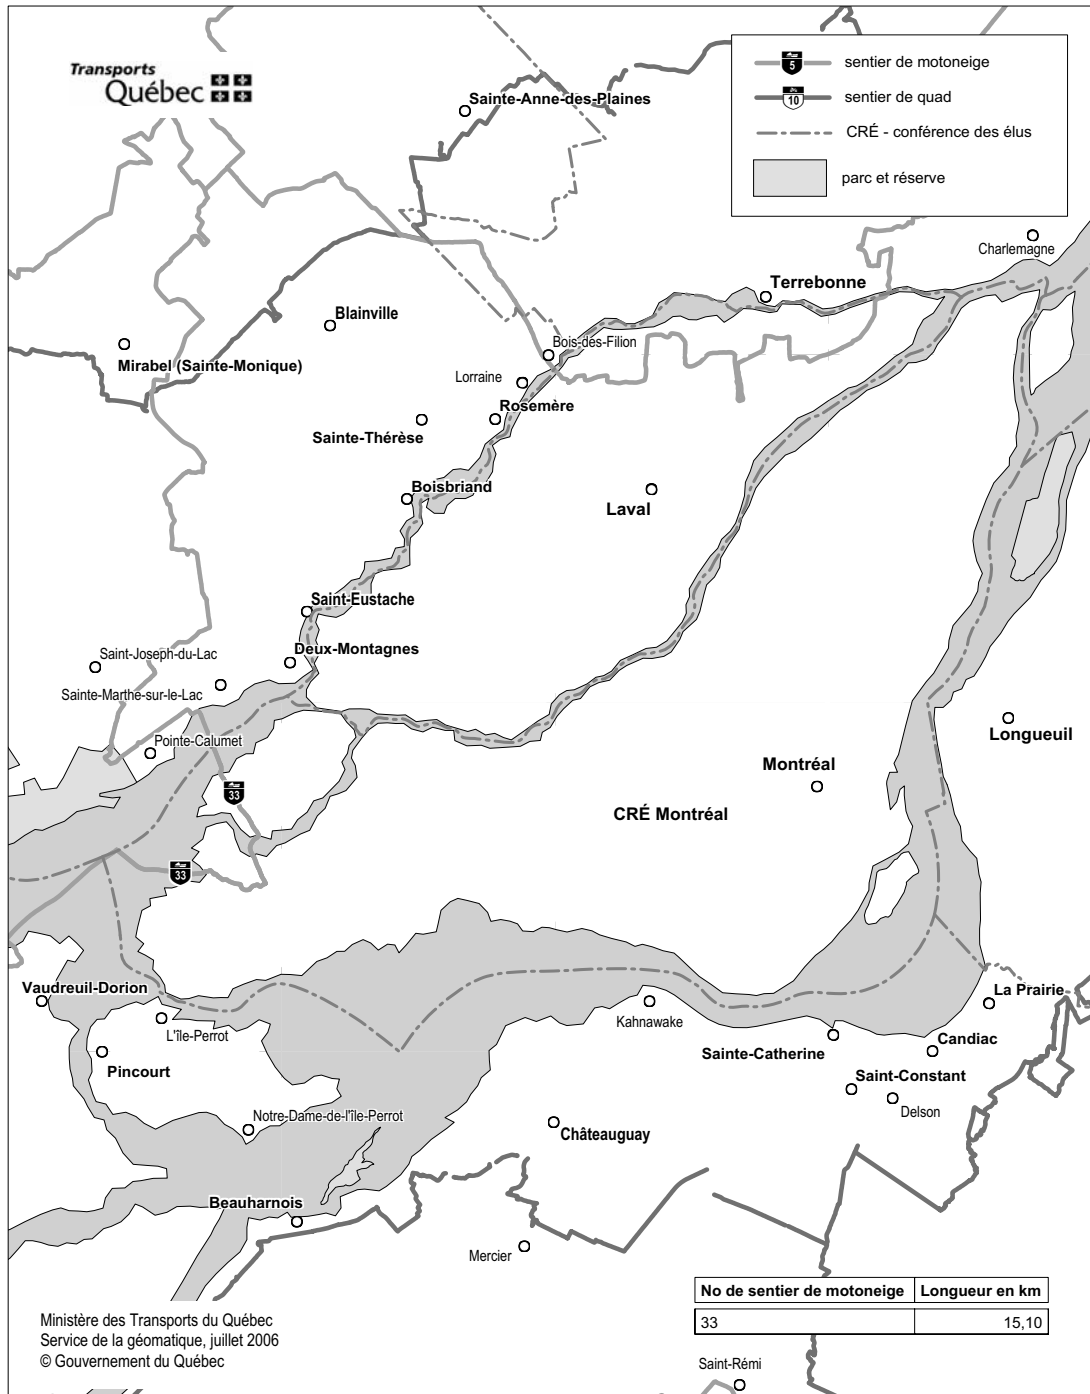 Transports
Québec
5
sentier de motoneige
10
sentier de quad
CRÉ - conférence des élus
parc et réserve
Sainte-Anne-des-Plaines
Charlemagne
Terrebonne
Blainville
Bois-des-Filion
Mirabel (Sainte-Monique)
Lorraine
Rosemère
Sainte-Thérèse
Boisbriand
Laval
Saint-Eustache
Deux-Montagnes
Saint-Joseph-du-Lac
Sainte-Marthe-sur-le-Lac
Pointe-Calumet
Longueuil
Montréal
33
CRÉ Montréal
33
Vaudreuil-Dorion
La Prairie
L'île-Perrot
Kahnawake
Sainte-Catherine
Candiac
Pincourt
Saint-Constant
Delson
Notre-Dame-de-l'île-Perrot
Châteauguay
Beauharnois
Mercier
No de sentier de motoneige Longueur en km
33 15,10
Ministère des Transports du Québec
Service de la géomatique, juillet 2006
© Gouvernement du Québec
Saint-Rémi